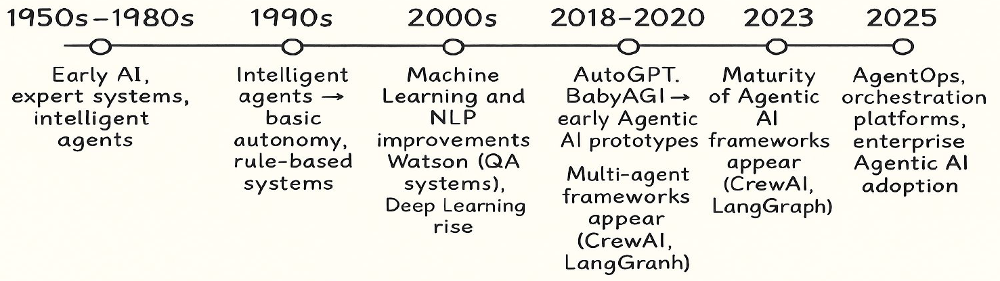 1950s–1980s
Early AI,
expert systems,
intelligent
agents
1990s
Intelligent
agents →
basic
autonomy,
rule-based
systems
2000s
Machine
Learning and
NLP
improvements
Watson (QA
systems),
Deep Learning
rise
2018–2020
AutoGPT.
BabyAGI →
early Agentic
AI prototypes
Multi-agent
frameworks
appear
(CrewAI,
LangGranh)
2023
Maturity
of Agentic
AI
frameworks
appear
(CrewAI,
LangGraph)
2025
AgentOps,
orchestration
platforms,
enterprise
Agentic AI
adoption